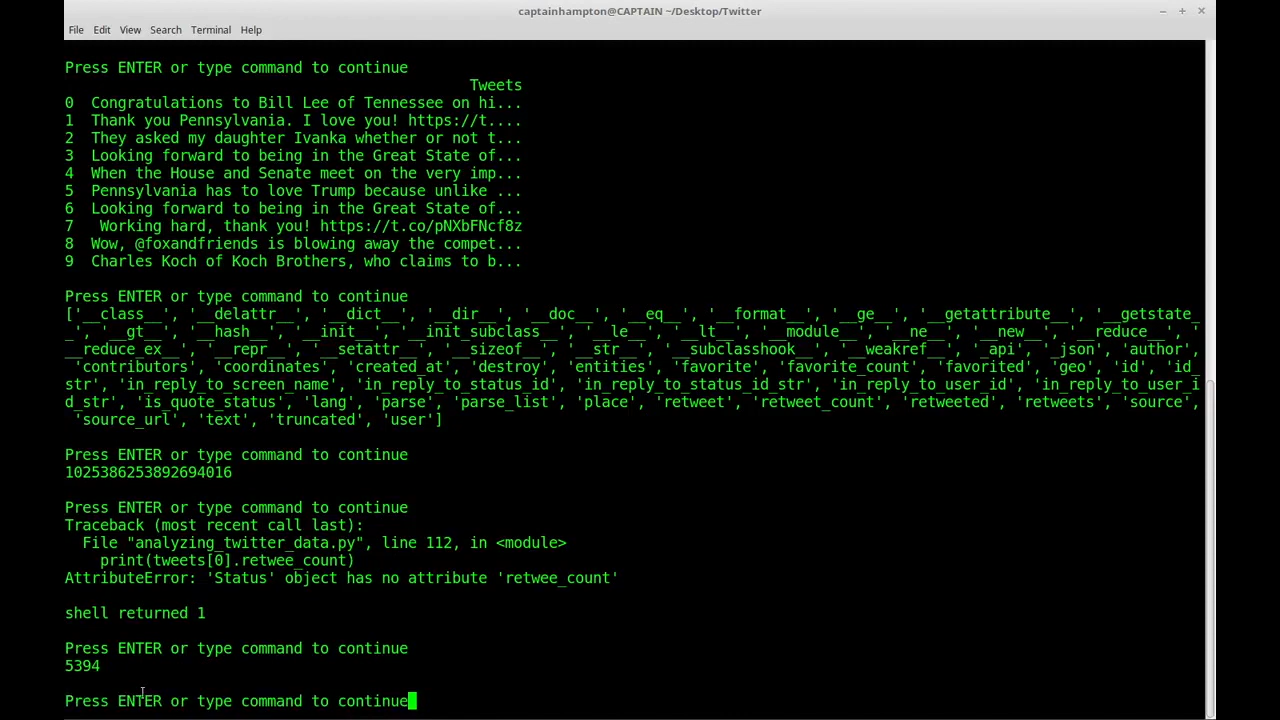 captainhampton@CAPTAIN ~/Desktop/Twitter
File Edit View Search Terminal Help
Press ENTER or type command to continue
Tweets
0  Congratulations to Bill Lee of Tennessee on hi...
1  Thank you Pennsylvania. I love you! https://t....
2  They asked my daughter Ivanka whether or not t...
3  Looking forward to being in the Great State of...
4  When the House and Senate meet on the very imp...
5  Pennsylvania has to love Trump because unlike ...
6  Looking forward to being in the Great State of...
7   Working hard, thank you! https://t.co/pNXbFNcf8z
8  Wow, @foxandfriends is blowing away the compet...
9  Charles Koch of Koch Brothers, who claims to b...
Press ENTER or type command to continue
['__class__', '__delattr__', '__dict__', '__dir__', '__doc__', '__eq__', '__format__', '__ge__', '__getattribute__', '__getstate_
_', '__gt__', '__hash__', '__init__', '__init_subclass__', '__le__', '__lt__', '__module__', '__ne__', '__new__', '__reduce__', '
__reduce_ex__', '__repr__', '__setattr__', '__sizeof__', '__str__', '__subclasshook__', '__weakref__', '_api', '_json', 'author',
 'contributors', 'coordinates', 'created_at', 'destroy', 'entities', 'favorite', 'favorite_count', 'favorited', 'geo', 'id', 'id_
str', 'in_reply_to_screen_name', 'in_reply_to_status_id', 'in_reply_to_status_id_str', 'in_reply_to_user_id', 'in_reply_to_user_i
d_str', 'is_quote_status', 'lang', 'parse', 'parse_list', 'place', 'retweet', 'retweet_count', 'retweeted', 'retweets', 'source',
 'source_url', 'text', 'truncated', 'user']
Press ENTER or type command to continue
1025386253892694016
Press ENTER or type command to continue
Traceback (most recent call last):
  File "analyzing_twitter_data.py", line 112, in <module>
    print(tweets[0].retwee_count)
AttributeError: 'Status' object has no attribute 'retwee_count'
shell returned 1
Press ENTER or type command to continue
5394
Press ENTER or type command to continue